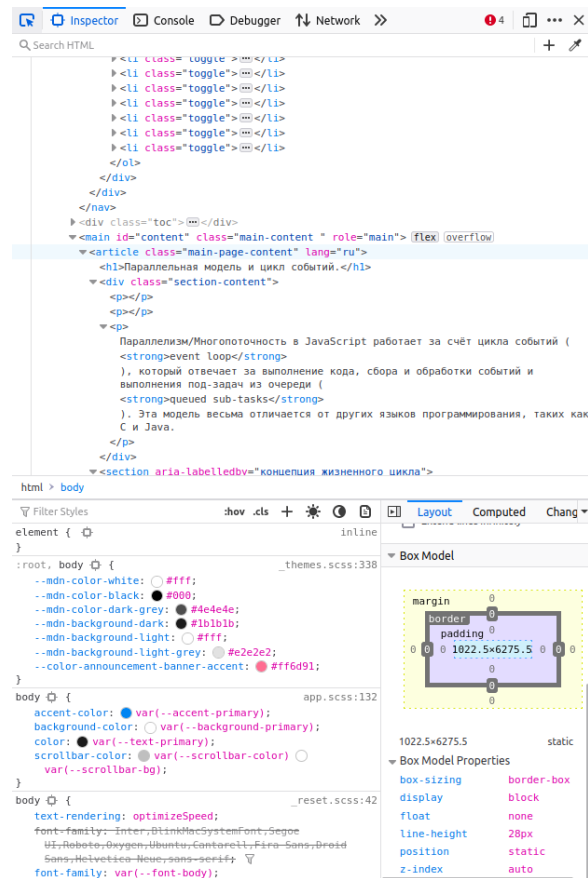 Inspector Console Debugger Network 4
Search HTML
<li class="toggle"> </li>
<li class="toggle"> </li>
<li class="toggle"> </li>
<li class="toggle"> </li>
<li class="toggle"> </li>
<li class="toggle"> </li>
<li class="toggle"> </li>
</ol>
</div>
</div>
</nav>
<div class="toc"> </div>
<main id="content" class="main-content " role="main"> flex overflow
<article class="main-page-content" lang="ru">
<h1>Параллельная модель и цикл событий.</h1>
<div class="section-content">
<p></p>
<p></p>
<p>
Параллелизм/Многопоточность в JavaScript работает за счёт цикла событий (
<strong>event loop</strong>
), который отвечает за выполнение кода, сбора и обработки событий и
выполнения под-задач из очереди (
<strong>queued sub-tasks</strong>
). Эта модель весьма отличается от других языков программирования, таких как
C и Java.
</p>
</div>
<section aria-labelledby="концепция_жизненного_цикла">
html > body
Filter Styles :hov .cls +
element { inline
}
:root, body { _themes.scss:338
--mdn-color-white: #fff;
--mdn-color-black: #000;
--mdn-color-dark-grey: #4e4e4e;
--mdn-background-dark: #1b1b1b;
--mdn-background-light: #fff;
--mdn-background-light-grey: #e2e2e2;
--color-announcement-banner-accent: #ff6d91;
}
body { app.scss:132
accent-color: var(--accent-primary);
background-color: var(--background-primary);
color: var(--text-primary);
scrollbar-color: var(--scrollbar-color)
var(--scrollbar-bg);
}
body { _reset.scss:42
text-rendering: optimizeSpeed;
font-family: Inter,BlinkMacSystemFont,Segoe
UI,Roboto,Oxygen,Ubuntu,Cantarell,Fira Sans,Droid
Sans,Helvetica Neue,sans-serif;
font-family: var(--font-body);
Layout Computed Chang
Box Model
margin 0
border 0
padding 0
0 0 0 1022.5×6275.5 0 0 0
0
0
0
1022.5×6275.5 static
Box Model Properties
box-sizing border-box
display block
float none
line-height 28px
position static
z-index auto